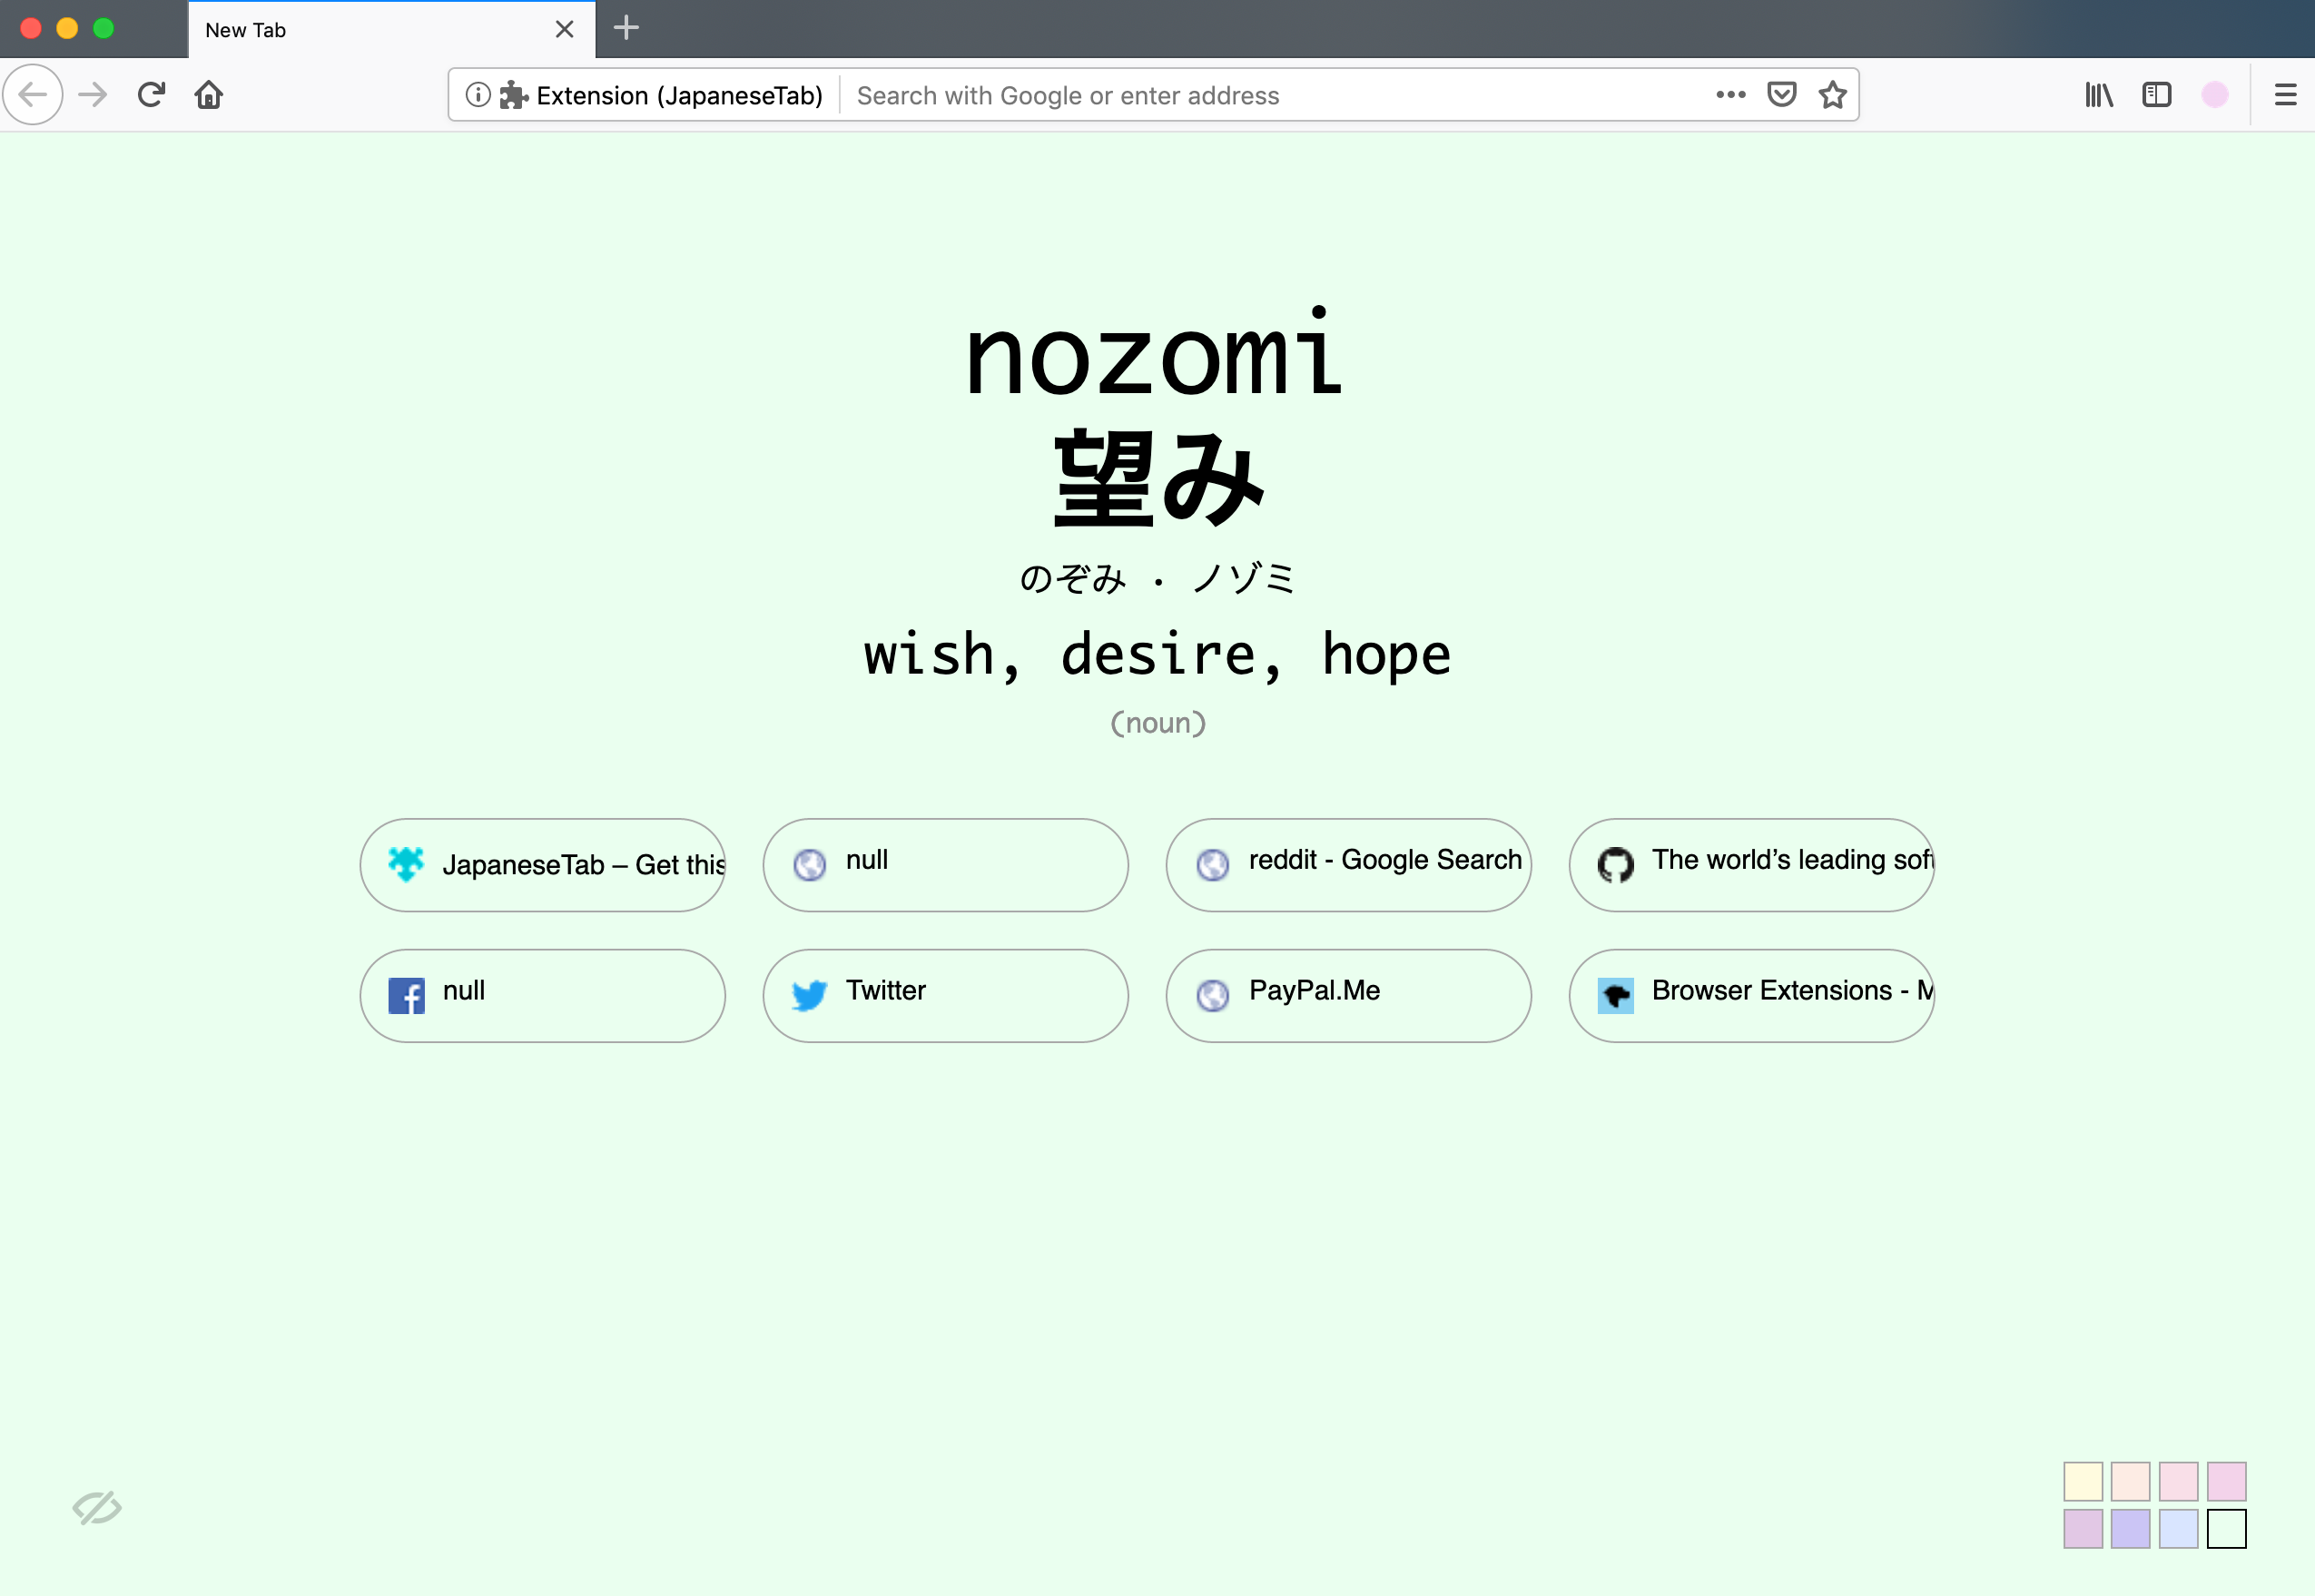 New Tab
Extension (JapaneseTab) Search with Google or enter address
nozomi
望み
のぞみ · ノゾミ
wish, desire, hope
(noun)
JapaneseTab – Get this
null
reddit - Google Search
The world’s leading sof
null
Twitter
PayPal.Me
Browser Extensions - M